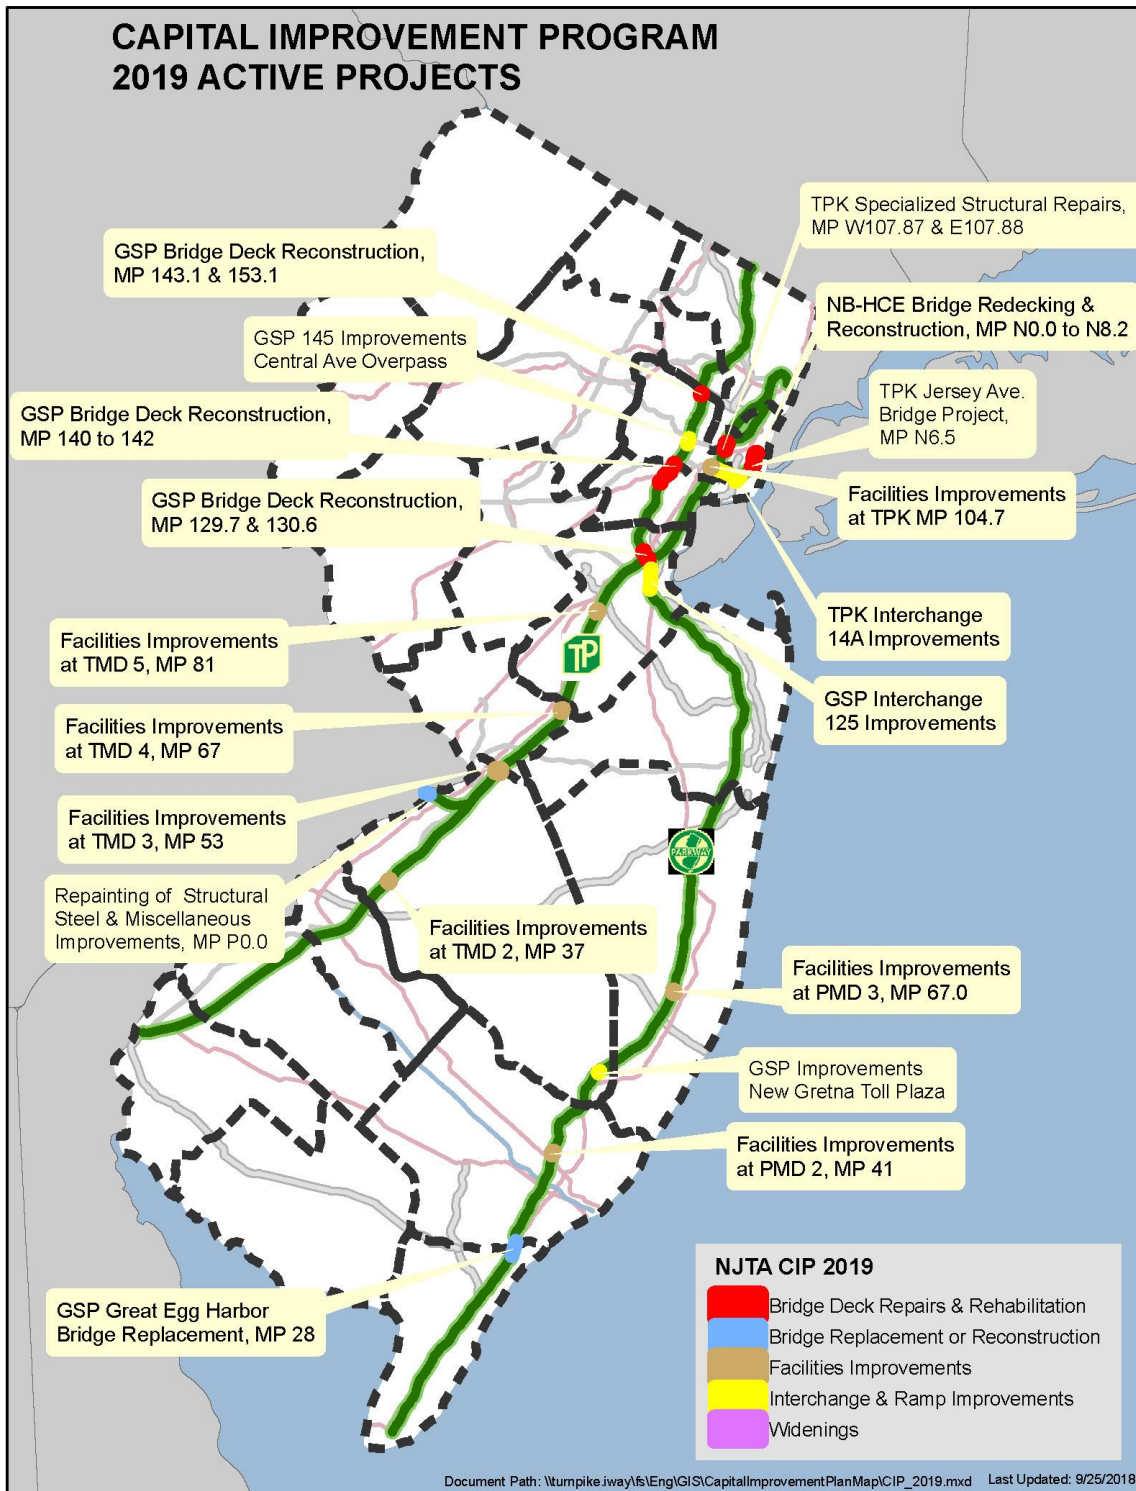 CAPITAL IMPROVEMENT PROGRAM
2019 ACTIVE PROJECTS
TPK Specialized Structural Repairs,
MP W107.87 & E107.88
GSP Bridge Deck Reconstruction,
MP 143.1 & 153.1
NB-HCE Bridge Redecking &
Reconstruction, MP N0.0 to N8.2
GSP 145 Improvements
Central Ave Overpass
TPK Jersey Ave.
Bridge Project,
MP N6.5
GSP Bridge Deck Reconstruction,
MP 140 to 142
Facilities Improvements
at TPK MP 104.7
GSP Bridge Deck Reconstruction,
MP 129.7 & 130.6
TPK Interchange
14A Improvements
Facilities Improvements
at TMD 5, MP 81
TP
GSP Interchange
125 Improvements
Facilities Improvements
at TMD 4, MP 67
Facilities Improvements
at TMD 3, MP 53
PARKWAY
Repainting of Structural
Steel & Miscellaneous
Improvements, MP P0.0
Facilities Improvements
at TMD 2, MP 37
Facilities Improvements
at PMD 3, MP 67.0
GSP Improvements
New Gretna Toll Plaza
Facilities Improvements
at PMD 2, MP 41
GSP Great Egg Harbor
Bridge Replacement, MP 28
NJTA CIP 2019
Bridge Deck Repairs & Rehabilitation
Bridge Replacement or Reconstruction
Facilities Improvements
Interchange & Ramp Improvements
Widenings
Document Path: \\turnpike.iway\fs\Eng\GIS\CapitalImprovementPlanMap\CIP_2019.mxd Last Updated: 9/25/2018